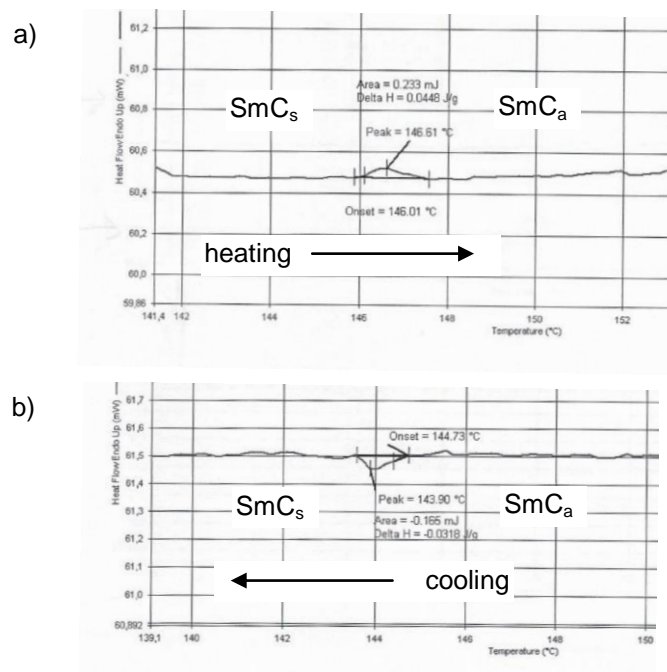 a)
61,2
61,0
60,8
60,6
60,4
60,2
60,0
59,86
Heat Flow Endo Up (mW)
Area = 0.233 mJ
Delta H = 0.0448 J/g
SmCs
SmCa
Peak = 146.61 °C
Onset = 146.01 °C
heating
141,4 142 144 146 148 150 152
Temperature (°C)
b)
61,7
61,6
61,5
61,4
61,3
61,2
61,1
61,0
60,892
Heat Flow Endo Up (mW)
Onset = 144.73 °C
Peak = 143.90 °C
SmCs
SmCa
Area = -0.165 mJ
Delta H = -0.0318 J/g
cooling
139,1 140 142 144 146 148 150
Temperature (°C)